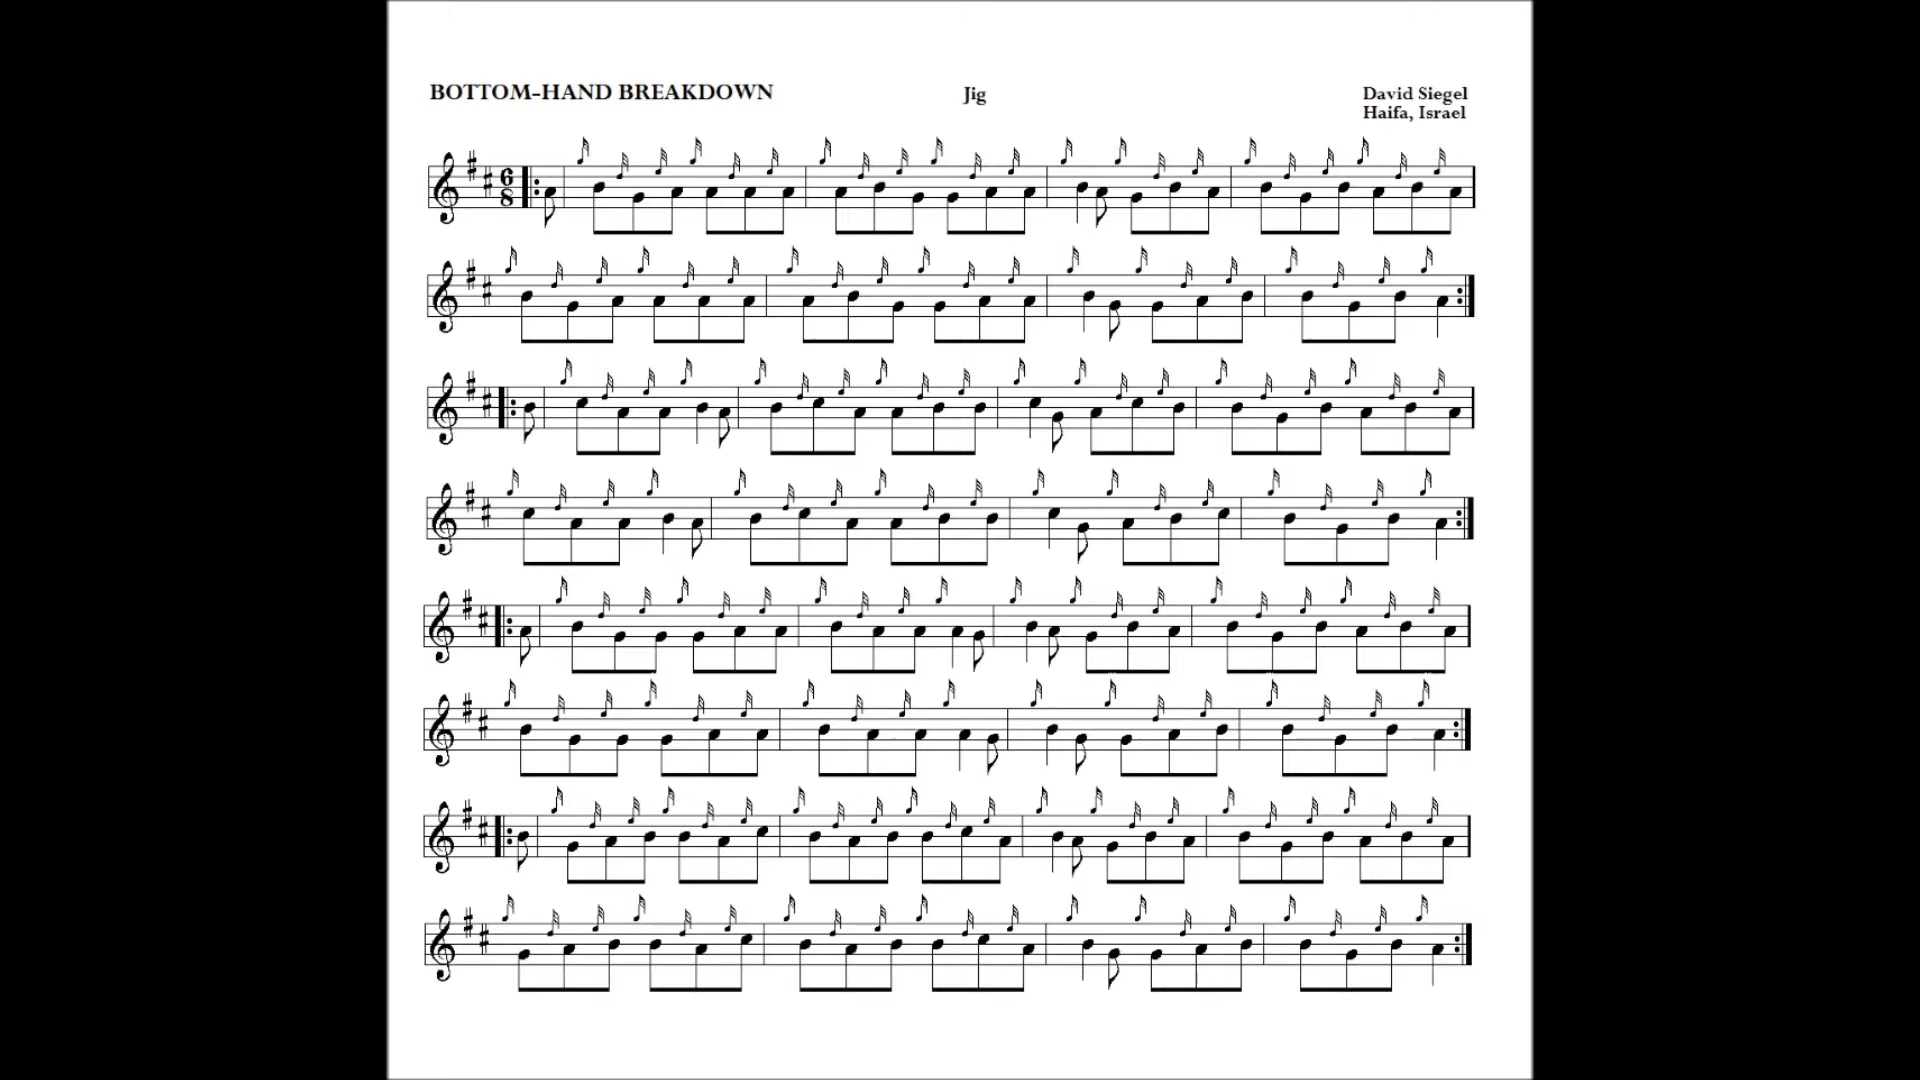 BOTTOM-HAND BREAKDOWN
Jig
David Siegel
Haifa, Israel
6
8